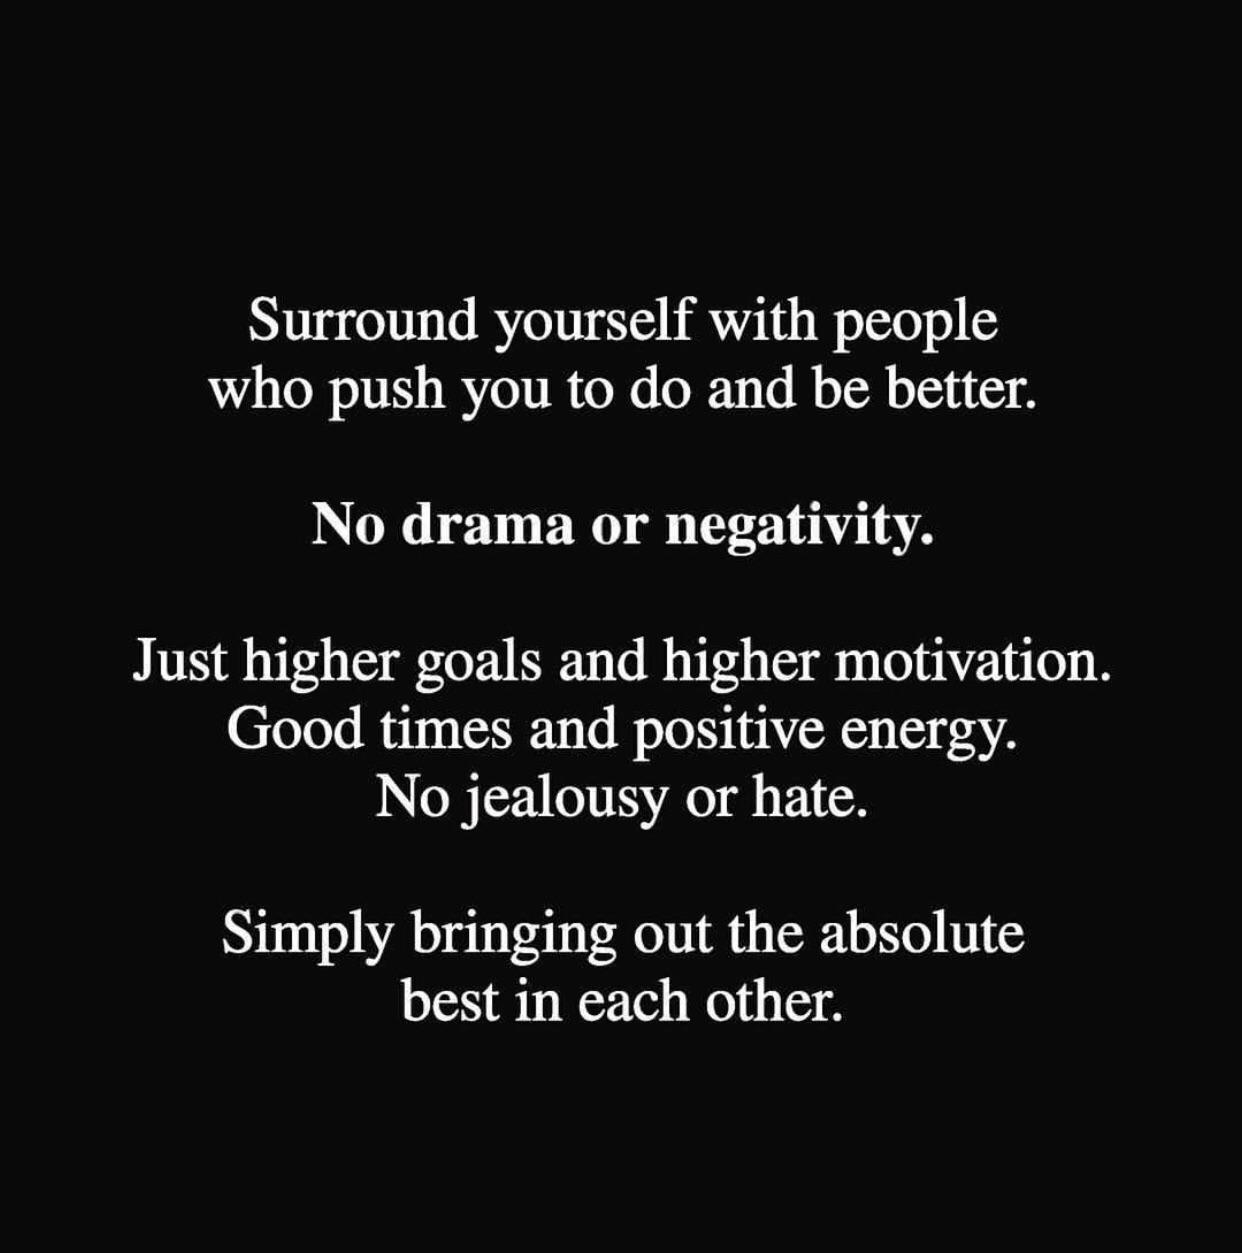 Surround yourself with people
who push you to do and be better.
No drama or negativity.
Just higher goals and higher motivation.
Good times and positive energy.
No jealousy or hate.
Simply bringing out the absolute
best in each other.